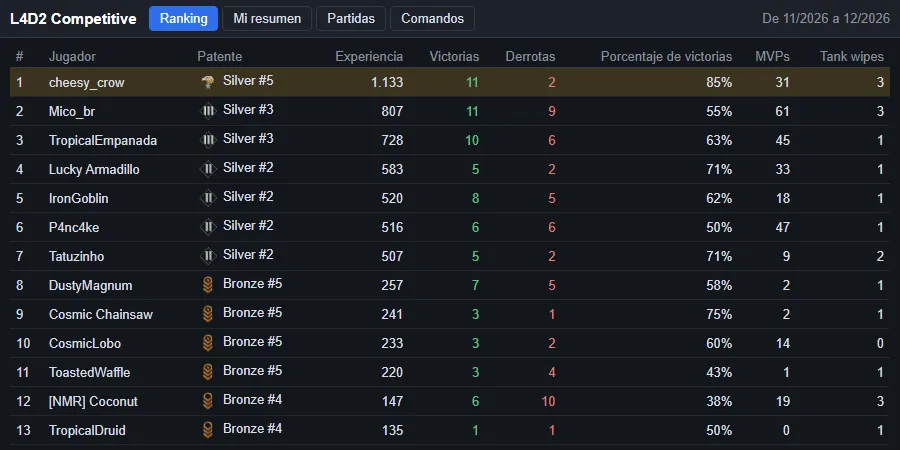 L4D2 Competitive Ranking Mi resumen Partidas Comandos De 11/2026 a 12/2026
# Jugador Patente Experiencia Victorias Derrotas Porcentaje de victorias MVPs Tank wipes
1 cheesy_crow Silver #5 1.133 11 2 85% 31 3
2 Mico_br Silver #3 807 11 9 55% 61 3
3 TropicalEmpanada Silver #3 728 10 6 63% 45 1
4 Lucky Armadillo Silver #2 583 5 2 71% 33 1
5 IronGoblin Silver #2 520 8 5 62% 18 1
6 P4nc4ke Silver #2 516 6 6 50% 47 1
7 Tatuzinho Silver #2 507 5 2 71% 9 2
8 DustyMagnum Bronze #5 257 7 5 58% 2 1
9 Cosmic Chainsaw Bronze #5 241 3 1 75% 2 1
10 CosmicLobo Bronze #5 233 3 2 60% 14 0
11 ToastedWaffle Bronze #5 220 3 4 43% 1 1
12 [NMR] Coconut Bronze #4 147 6 10 38% 19 3
13 TropicalDruid Bronze #4 135 1 1 50% 0 1